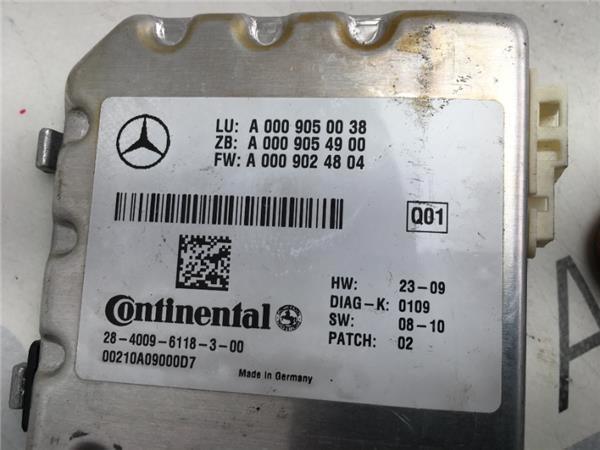 LU: A 000 905 00 38
ZB: A 000 905 49 00
FW: A 000 902 48 04
Q01
HW: 23-09
DIAG-K: 0109
SW: 08-10
PATCH: 02
Continental
28-4009-6118-3-00
00210A09000D7
Made in Germany